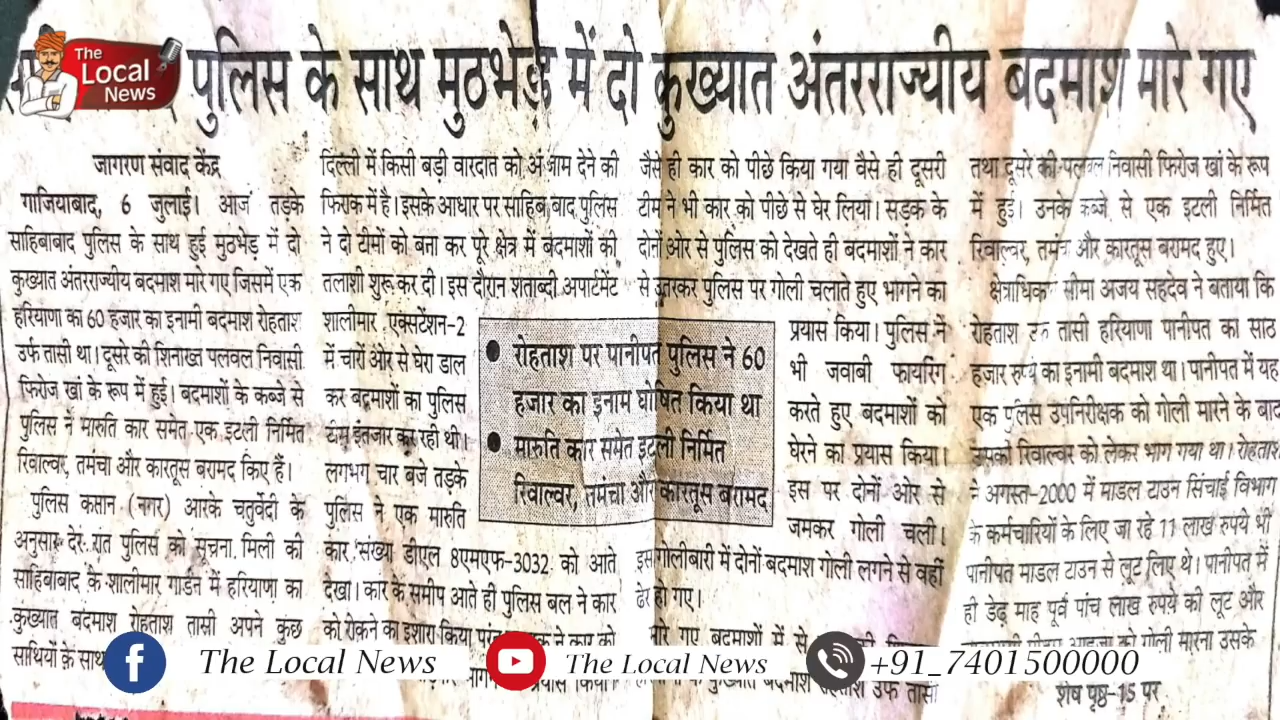 The
Local
News
पुलिस के साथ मुठभेड़ में दो कुख्यात अंतरराज्यीय बदमाश मारे गए
जागरण संवाद केंद्र
गाजियाबाद, 6 जुलाई। आज तड़के
साहिबाबाद पुलिस के साथ हुई मुठभेड़ में दो
कुख्यात अंतरराज्यीय बदमाश मारे गए जिसमें एक
हरियाणा का 60 हजार का इनामी बदमाश रोहताश
उर्फ तासी था। दूसरे की शिनाख्त पलवल निवासी
फिरोज खां के रूप में हुई। बदमाशों के कब्जे से
पुलिस ने मारुति कार समेत एक इटली निर्मित
रिवाल्वर, तमंचा और कारतूस बरामद किए हैं।
पुलिस कप्तान (नगर) आरके चतुर्वेदी के
अनुसार देर रात पुलिस को सूचना मिली की
साहिबाबाद के शालीमार गार्डन में हरियाणा का
कुख्यात बदमाश रोहताश तासी अपने कुछ
साथियों के साथ
दिल्ली में किसी बड़ी वारदात को अंजाम देने की
फिराक में है। इसके आधार पर साहिबाबाद पुलिस
ने दो टीमों को बना कर पूरे क्षेत्र में बदमाशों की
तलाशी शुरू कर दी। इस दौरान शताब्दी अपार्टमेंट
शालीमार एक्सटेंशन-2
में चारों ओर से घेरा डाल
कर बदमाशों का पुलिस
टीम इंतजार कर रही थी।
लगभग चार बजे तड़के
पुलिस ने एक मारुति
कार संख्या डीएल 8एमएफ-3032 को आते
देखा। कार के समीप आते ही पुलिस बल ने कार
को रोकने का इशारा किया
प्रयास किया।
रोहताश पर पानीपत पुलिस ने 60
हजार का इनाम घोषित किया था
मारुति कार समेत इटली निर्मित
रिवाल्वर, तमंचा और कारतूस बरामद
जैसे ही कार को पीछे किया गया वैसे ही दूसरी
टीम ने भी कार को पीछे से घेर लिया। सड़क के
दोनों ओर से पुलिस को देखते ही बदमाशों ने कार
से उतरकर पुलिस पर गोली चलाते हुए भागने का
प्रयास किया। पुलिस ने
भी जवाबी फायरिंग
करते हुए बदमाशों को
घेरने का प्रयास किया।
इस पर दोनों ओर से
जमकर गोली चली।
इस गोलीबारी में दोनों बदमाश गोली लगने से वहीं
ढेर हो गए।
मारे गए बदमाशों में से
के कुख्यात बदमाश रोहताश उर्फ तासी
तथा दूसरे की पलवल निवासी फिरोज खां के रूप
में हुई। उनके कब्जे से एक इटली निर्मित
रिवाल्वर, तमंचा और कारतूस बरामद हुए।
क्षेत्राधिकारी सीमा अजय सहदेव ने बताया कि
रोहताश उर्फ तासी हरियाणा पानीपत का साठ
हजार रुपये का इनामी बदमाश था। पानीपत में यह
एक पुलिस उपनिरीक्षक को गोली मारने के बाद
उसकी रिवाल्वर को लेकर भाग गया था। रोहताश
ने अगस्त-2000 में माडल टाउन सिंचाई विभाग
के कर्मचारियों के लिए जा रहे 11 लाख रुपये भी
पानीपत माडल टाउन से लूट लिए थे। पानीपत में
ही डेढ़ माह पूर्व पांच लाख रुपये की लूट और
को गोली मारना उसके
शेष पृष्ठ-15 पर
The Local News
The Local News
+91_7401500000